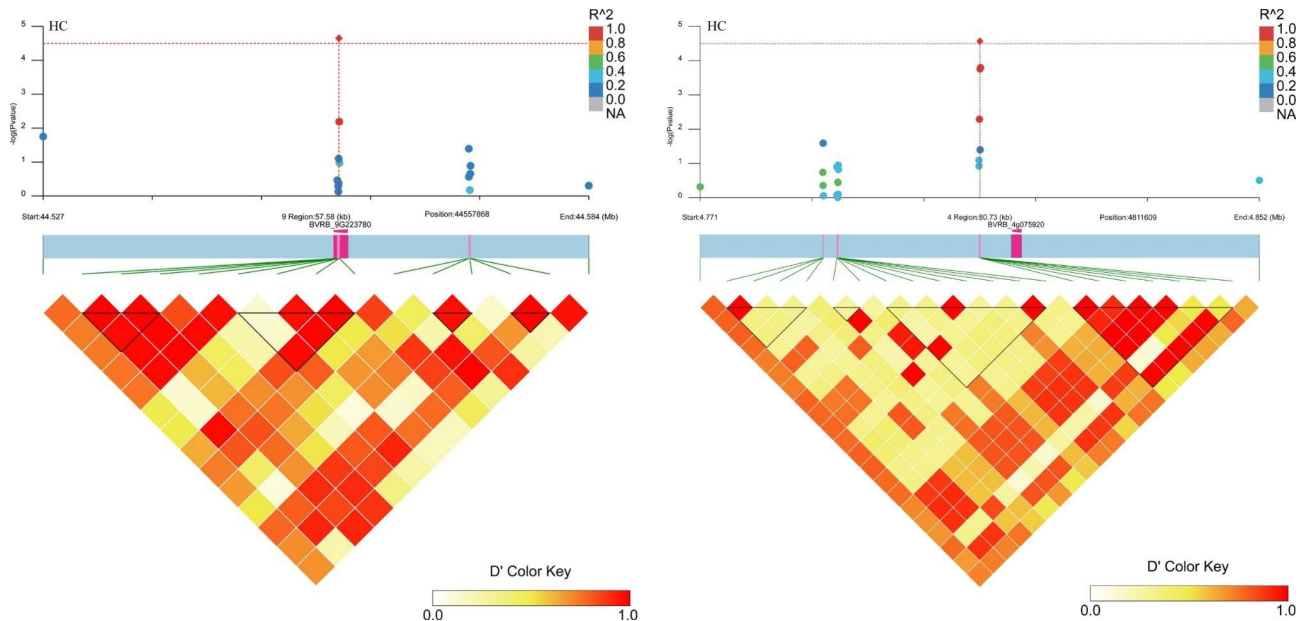 HC
5
4
3
2
1
0
-log(Pvalue)
R^2
1.0
0.8
0.6
0.4
0.2
0.0
NA
Start:44.527
9 Region:57.58 (kb)
Position:44557868
End:44.584 (Mb)
BVRB_9G223780
D' Color Key
0.0
1.0
HC
5
4
3
2
1
0
-log(Pvalue)
R^2
1.0
0.8
0.6
0.4
0.2
0.0
NA
Start:4.771
4 Region:80.73 (kb)
Position:4811609
End:4.852 (Mb)
BVRB_4g075920
D' Color Key
0.0
1.0